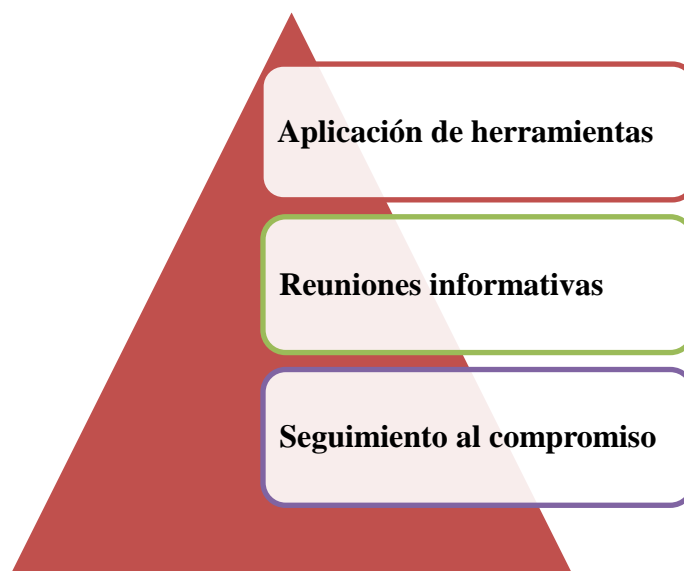 Aplicación de herramientas
Reuniones informativas
Seguimiento al compromiso